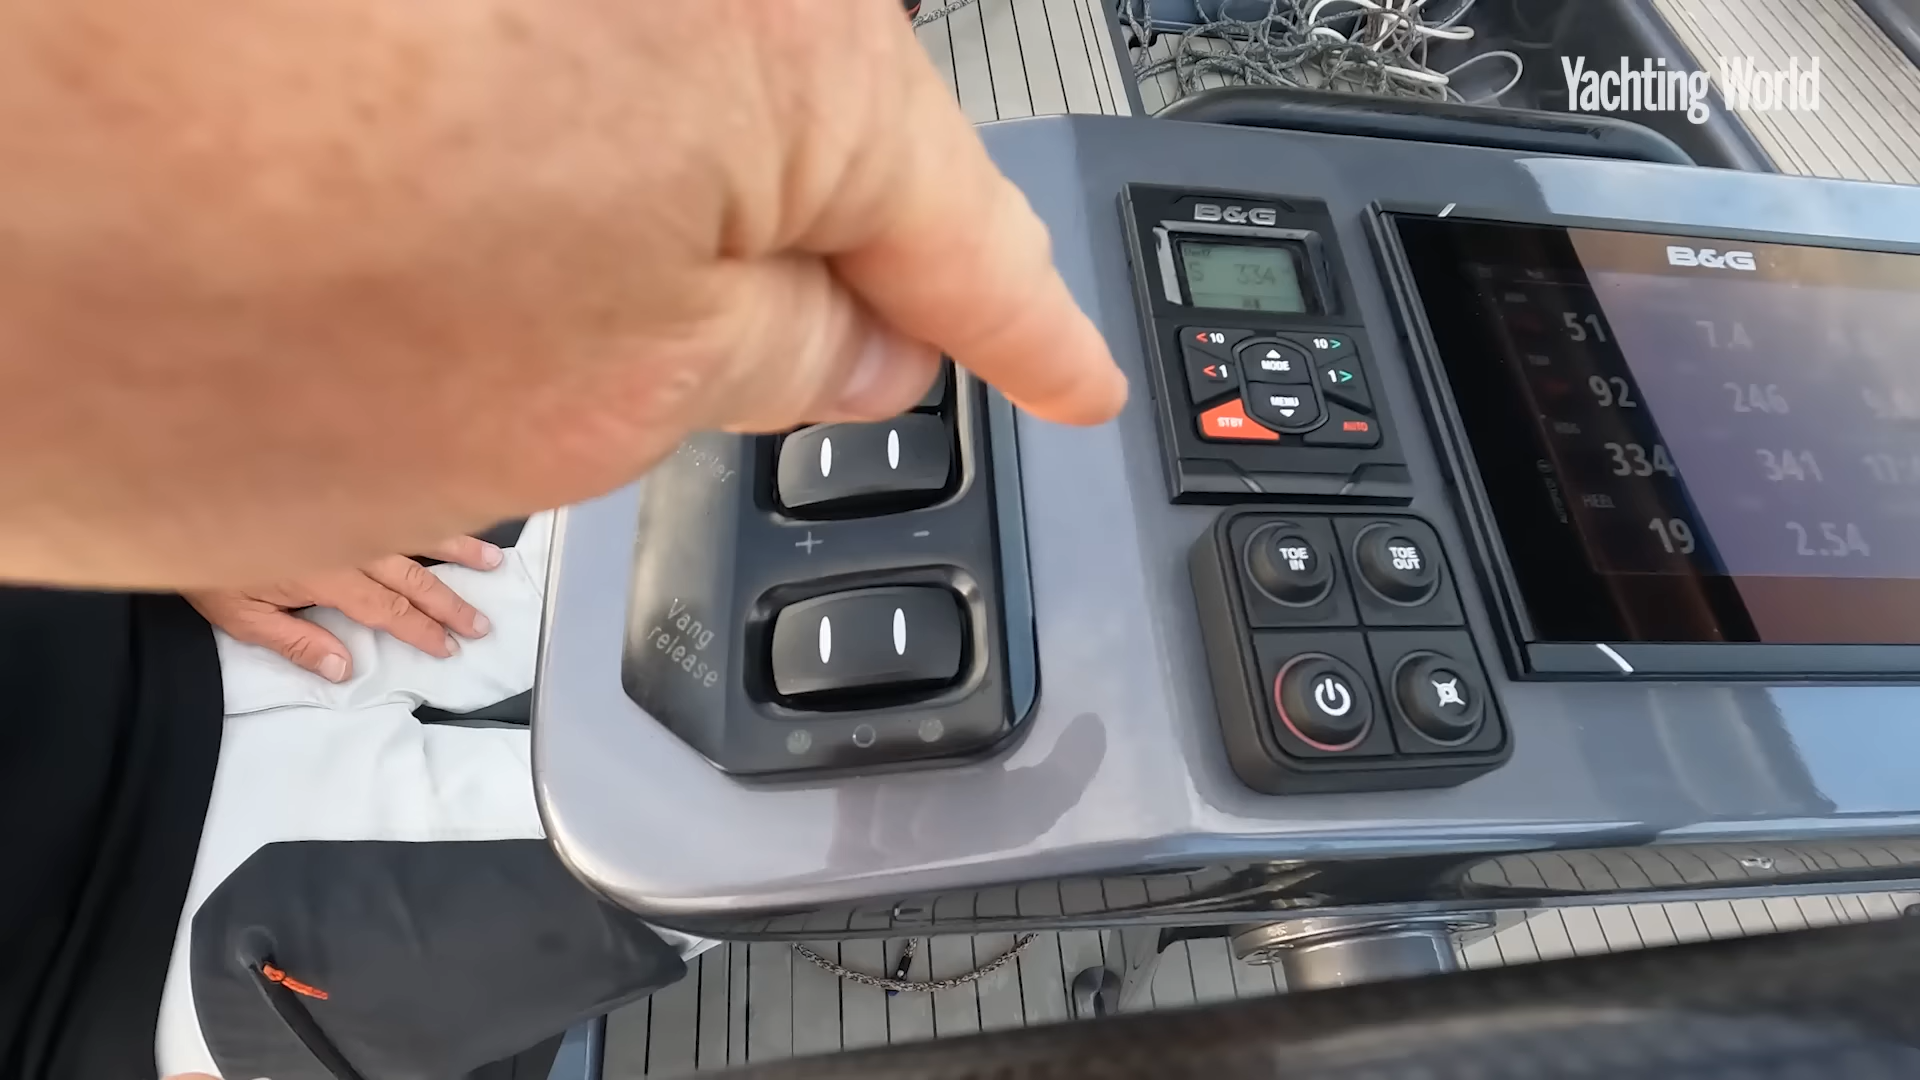 Yachting World
B&G
S 334
< 10
10 >
< 1
MODE
1 >
MENU
STBY
AUTO
B&G
51
7.4
92
246
334
341
HEEL
19
2.54
+ -
Vang
release
TOE
IN
TOE
OUT